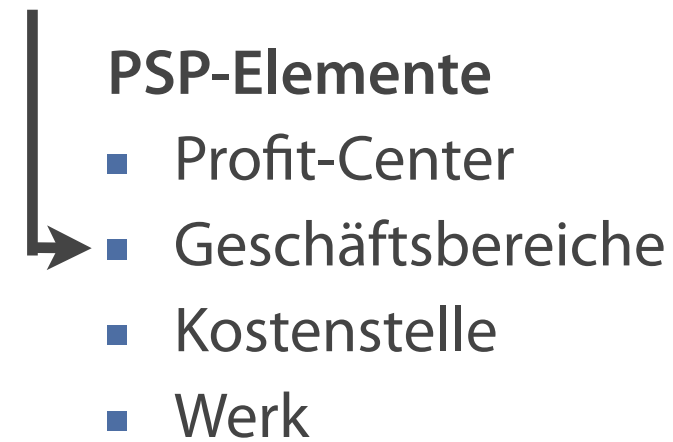 PSP-Elemente
Profit-Center
Geschäftsbereiche
Kostenstelle
Werk